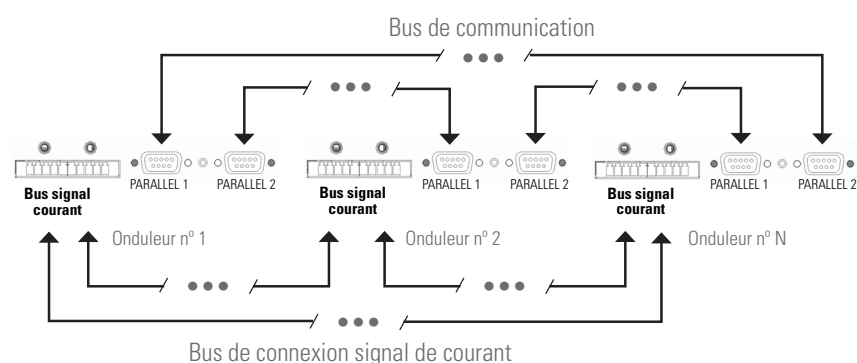 Bus de communication
PARALLEL 1
PARALLEL 2
PARALLEL 1
PARALLEL 2
PARALLEL 1
PARALLEL 2
Bus signal
courant
Bus signal
courant
Bus signal
courant
Onduleur nº 1
Onduleur nº 2
Onduleur nº N
Bus de connexion signal de courant